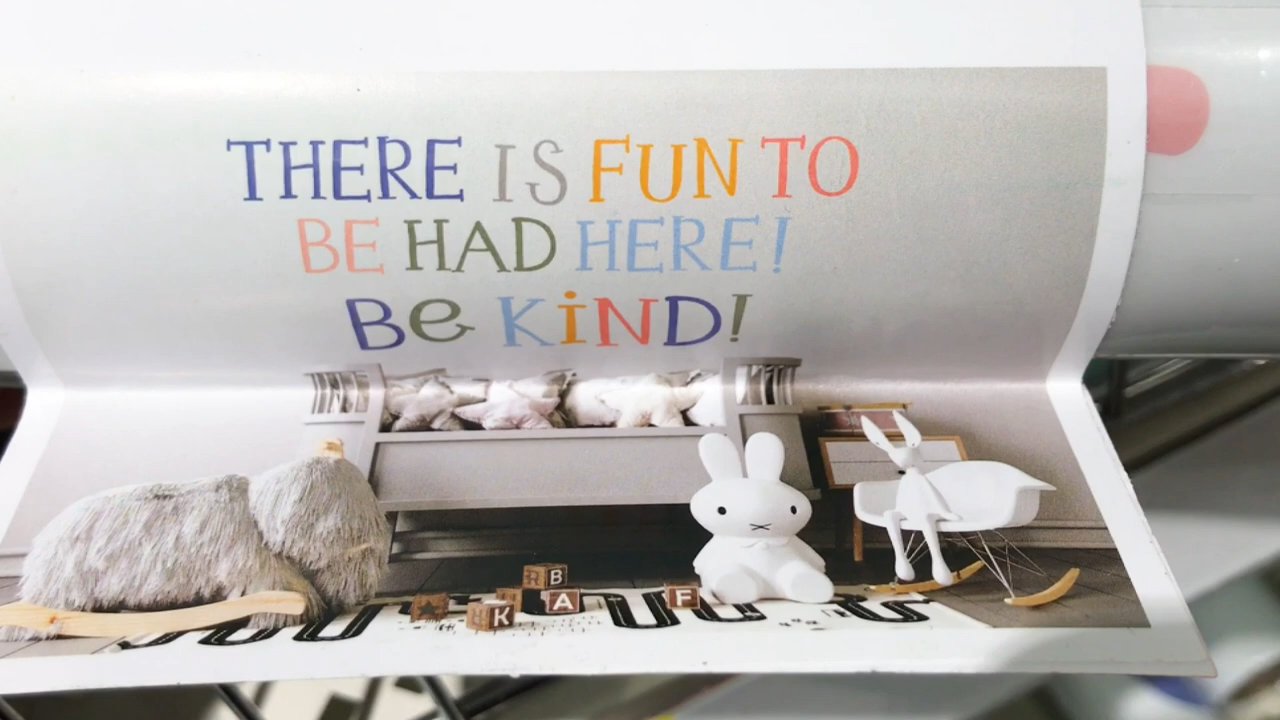 THERE IS FUN TO
BE HAD HERE!
Be KiND!
B
K A F